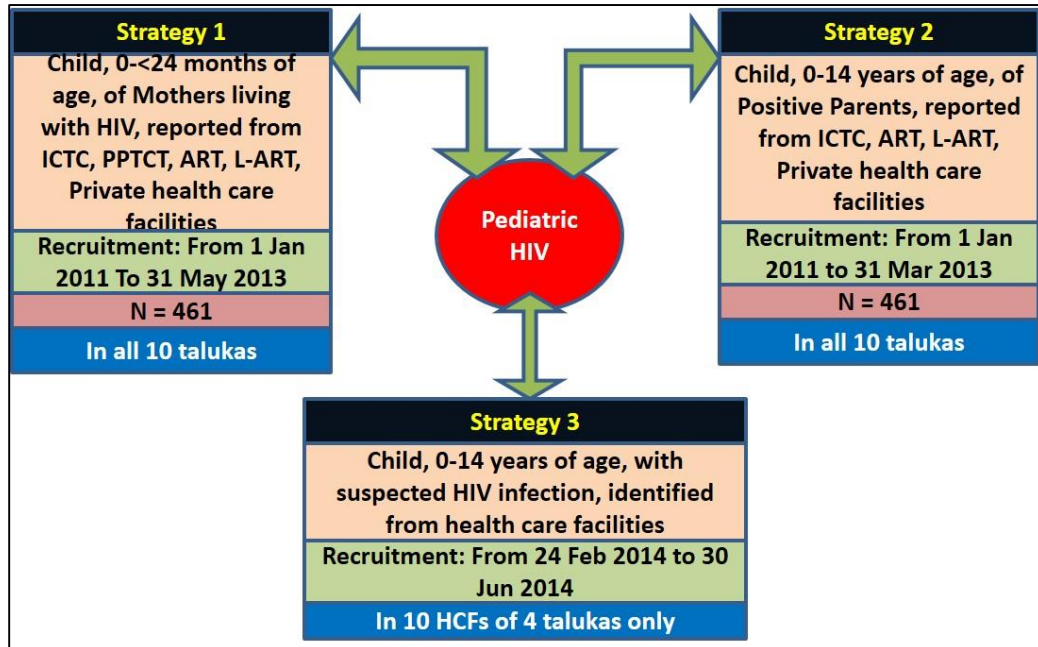 Strategy 1
Child, 0-<24 months of
age, of Mothers living
with HIV, reported from
ICTC, PPTCT, ART, L-ART,
Private health care
facilities
Recruitment: From 1 Jan
2011 To 31 May 2013
N = 461
In all 10 talukas
Pediatric
HIV
Strategy 2
Child, 0-14 years of age, of
Positive Parents, reported
from ICTC, ART, L-ART,
Private health care
facilities
Recruitment: From 1 Jan
2011 to 31 Mar 2013
N = 461
In all 10 talukas
Strategy 3
Child, 0-14 years of age, with
suspected HIV infection, identified
from health care facilities
Recruitment: From 24 Feb 2014 to 30
Jun 2014
In 10 HCFs of 4 talukas only